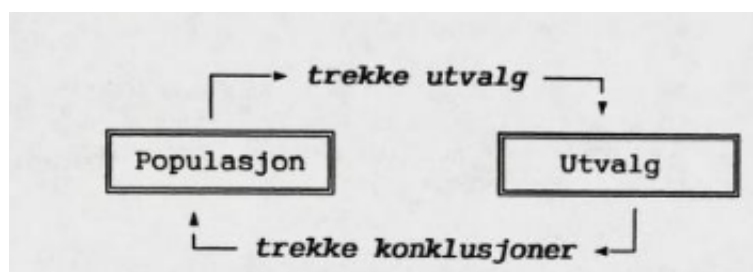 trekke utvalg
Populasjon
Utvalg
trekke konklusjoner